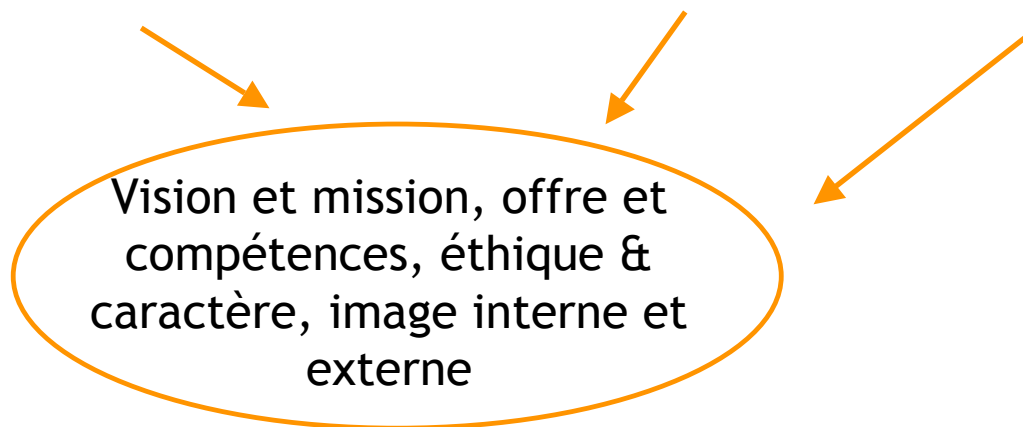 Vision et mission, offre et
compétences, éthique &
caractère, image interne et
externe